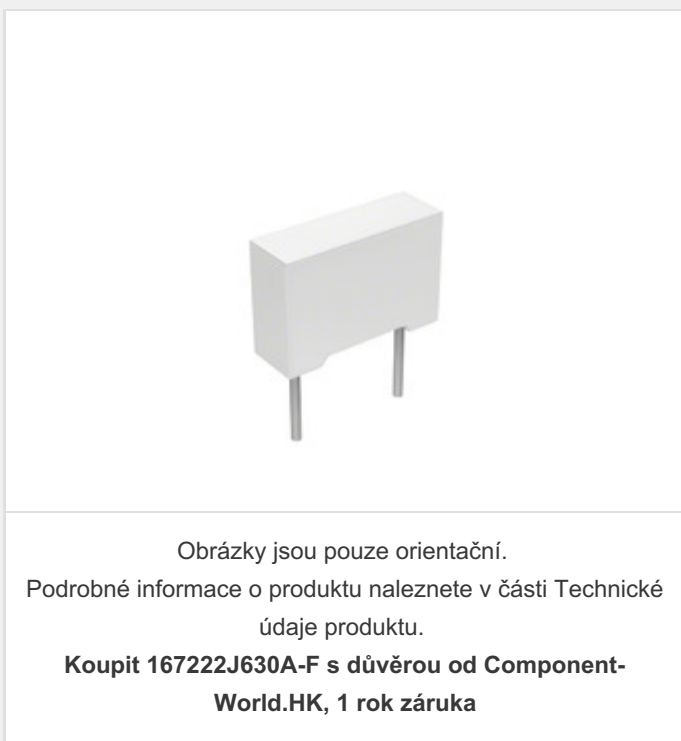 Obrázky jsou pouze orientační.
Podrobné informace o produktu naleznete v části Technické
údaje produktu.
Koupit 167222J630A-F s důvěrou od Component-
World.HK, 1 rok záruka